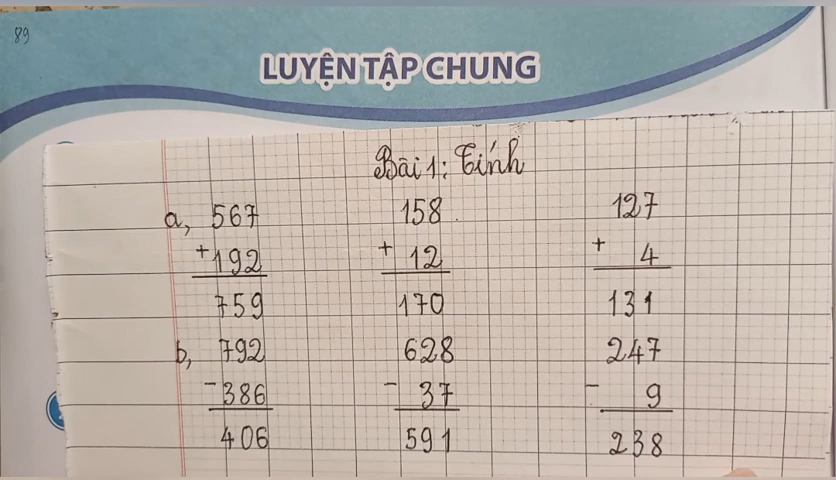 89
LUYỆN TẬP CHUNG
Bài 1: Tính
a, 567 158 127
+ 192 + 12 + 4
759 170 131
b, 792 628 247
- 386 - 37 - 9
406 591 238